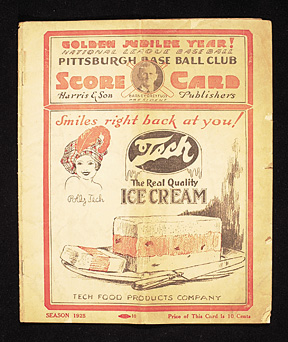 GOLDEN JUBILEE YEAR!
NATIONAL LEAGUE BASEBALL
PITTSBURGH BASE BALL CLUB
SCORE CARD
Harris & Son Publishers
PRESIDENT
Smiles right back at you!
Tech
Polly Tech
The Real Quality
ICE CREAM
TECH FOOD PRODUCTS COMPANY
SEASON 1925
Price of This Card Is 10 Cents